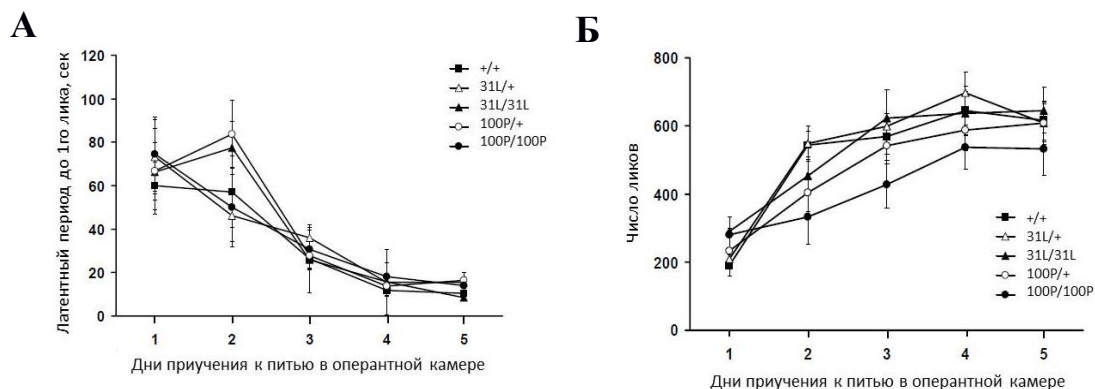 А
Латентный период до 1го лика, сек
120
100
80
60
40
20
0
+/+
31L/+
31L/31L
100P/+
100P/100P
1 2 3 4 5
Дни приучения к питью в оперантной камере
Б
Число ликов
800
600
400
200
0
+/+
31L/+
31L/31L
100P/+
100P/100P
1 2 3 4 5
Дни приучения к питью в оперантной камере